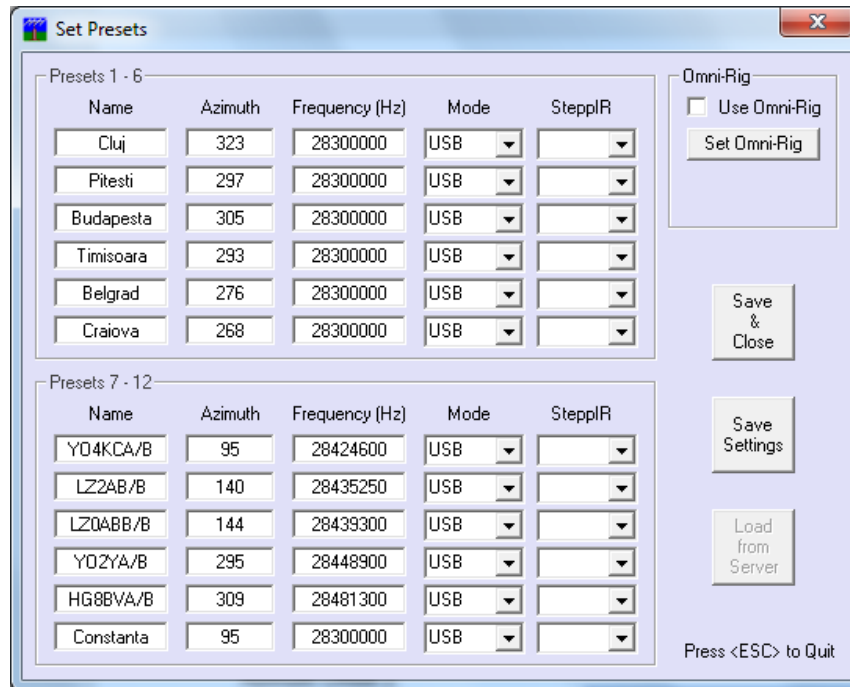 Set Presets
Presets 1 - 6
Name Azimuth Frequency (Hz) Mode SteppIR
Cluj 323 28300000 USB
Pitesti 297 28300000 USB
Budapesta 305 28300000 USB
Timisoara 293 28300000 USB
Belgrad 276 28300000 USB
Craiova 268 28300000 USB
Presets 7 - 12
Name Azimuth Frequency (Hz) Mode SteppIR
YO4KCA/B 95 28424600 USB
LZ2AB/B 140 28435250 USB
LZ0ABB/B 144 28439300 USB
YO2YA/B 295 28448900 USB
HG8BVA/B 309 28481300 USB
Constanta 95 28300000 USB
Omni-Rig
Use Omni-Rig
Set Omni-Rig
Save
&
Close
Save
Settings
Load
from
Server
Press <ESC> to Quit